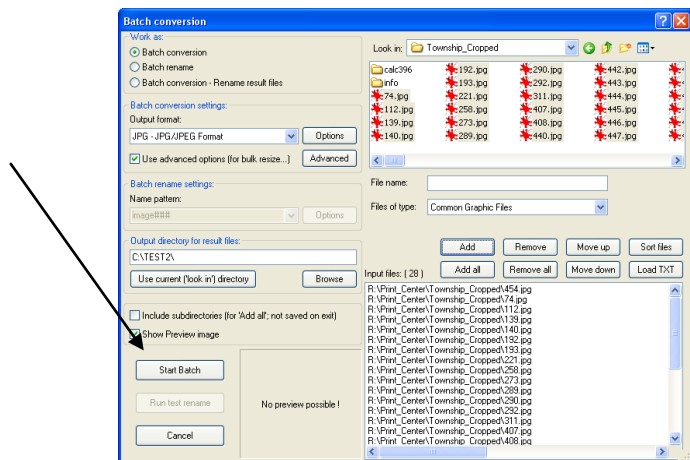 Batch conversion
Work as:
Batch conversion
Batch rename
Batch conversion - Rename result files
Batch conversion settings:
Output format:
JPG - JPG/JPEG Format
Options
Use advanced options (for bulk resize...)
Advanced
Batch rename settings:
Name pattern:
image###
Options
Output directory for result files:
C:\TEST2\
Use current ('look in') directory
Browse
Include subdirectories (for 'Add all'; not saved on exit)
Show Preview image
Start Batch
Run test rename
Cancel
No preview possible !
Look in: Township_Cropped
calc396 192.jpg 290.jpg 442.jpg
info 193.jpg 292.jpg 443.jpg
74.jpg 221.jpg 311.jpg 444.jpg
112.jpg 258.jpg 407.jpg 445.jpg
139.jpg 273.jpg 408.jpg 446.jpg
140.jpg 289.jpg 440.jpg 447.jpg
File name:
Files of type: Common Graphic Files
Add Remove Move up Sort files
Input files: ( 28 ) Add all Remove all Move down Load TXT
R:\Print_Center\Township_Cropped\454.jpg
R:\Print_Center\Township_Cropped\74.jpg
R:\Print_Center\Township_Cropped\112.jpg
R:\Print_Center\Township_Cropped\139.jpg
R:\Print_Center\Township_Cropped\140.jpg
R:\Print_Center\Township_Cropped\192.jpg
R:\Print_Center\Township_Cropped\193.jpg
R:\Print_Center\Township_Cropped\221.jpg
R:\Print_Center\Township_Cropped\258.jpg
R:\Print_Center\Township_Cropped\273.jpg
R:\Print_Center\Township_Cropped\289.jpg
R:\Print_Center\Township_Cropped\290.jpg
R:\Print_Center\Township_Cropped\292.jpg
R:\Print_Center\Township_Cropped\311.jpg
R:\Print_Center\Township_Cropped\407.jpg
R:\Print_Center\Township_Cropped\408.jpg